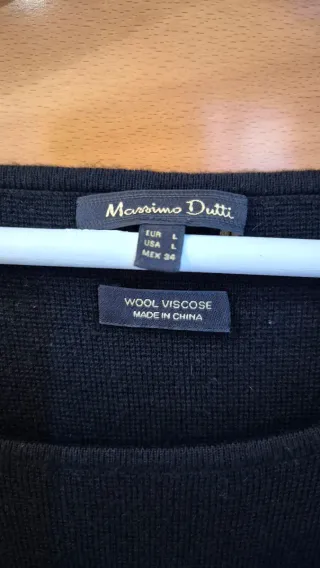 Massimo Dutti
EUR L
USA L
MEX 34
WOOL VISCOSE
MADE IN CHINA